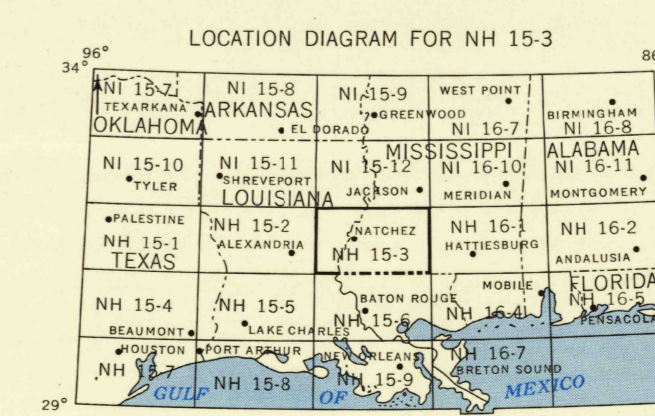 LOCATION DIAGRAM FOR NH 15-3
96°
86
34°
NI 15-7
NI 15-8
NI 15-9
WEST POINT
TEXARKANA
ARKANSAS
GREENWOOD
BIRMINGHAM
OKLAHOMA
EL DORADO
NI 16-7
NI 16-8
MISSISSIPPI
ALABAMA
NI 15-10
NI 15-11
NI 15-12
NI 16-10
NI 16-11
TYLER
SHREVEPORT
JACKSON
MERIDIAN
MONTGOMERY
LOUISIANA
PALESTINE
NH 15-2
NATCHEZ
NH 16-1
NH 16-2
NH 15-1
ALEXANDRIA
NH 15-3
HATTIESBURG
ANDALUSIA
TEXAS
MOBILE
FLORIDA
NH 15-4
NH 15-5
BATON ROUGE
NH 16-4
NH 16-5
BEAUMONT
LAKE CHARLES
NH 15-6
PENSACOLA
HOUSTON
PORT ARTHUR
NEW ORLEANS
NH 16-7
NH 15-7
NH 15-8
NH 15-9
BRETON SOUND
GULF OF MEXICO
29°